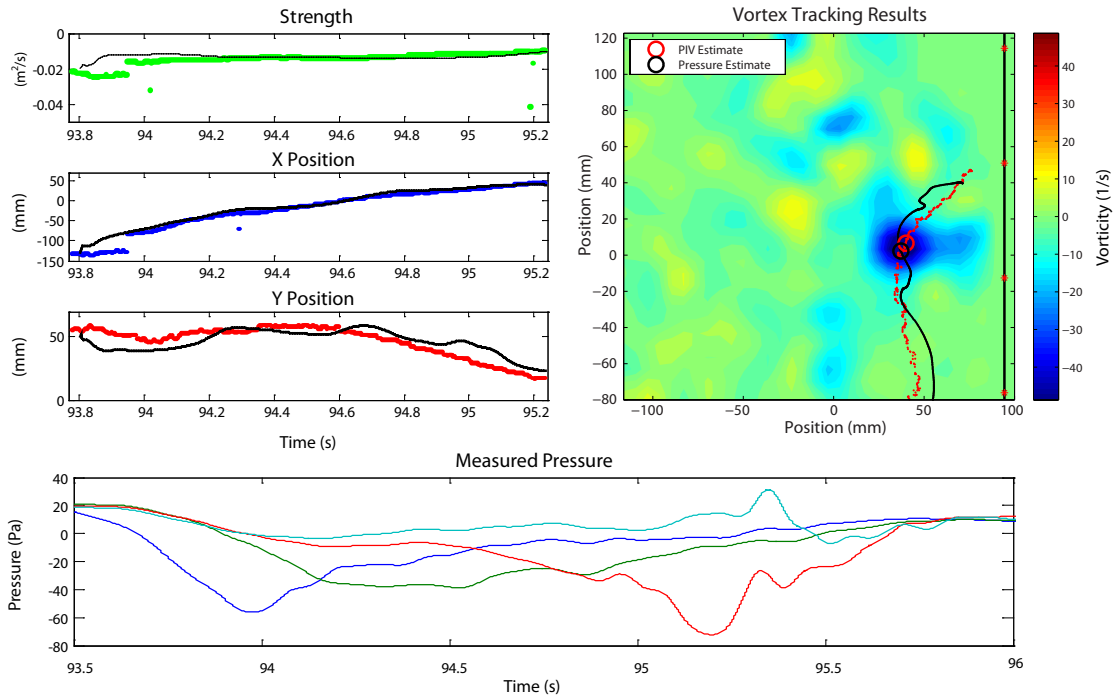 Strength
0
-0.02
-0.04
(m²/s)
93.8 94 94.2 94.4 94.6 94.8 95 95.2
X Position
50
0
-50
-100
-150
(mm)
93.8 94 94.2 94.4 94.6 94.8 95 95.2
Y Position
50
0
(mm)
93.8 94 94.2 94.4 94.6 94.8 95 95.2
Time (s)
Vortex Tracking Results
PIV Estimate
Pressure Estimate
120
100
80
60
40
20
0
−20
−40
−60
−80
Position (mm)
−100 −50 0 50 100
Position (mm)
40
30
20
10
0
−10
−20
−30
−40
Vorticity (1/s)
Measured Pressure
40
20
0
-20
-40
-60
-80
Pressure (Pa)
93.5 94 94.5 95 95.5 96
Time (s)